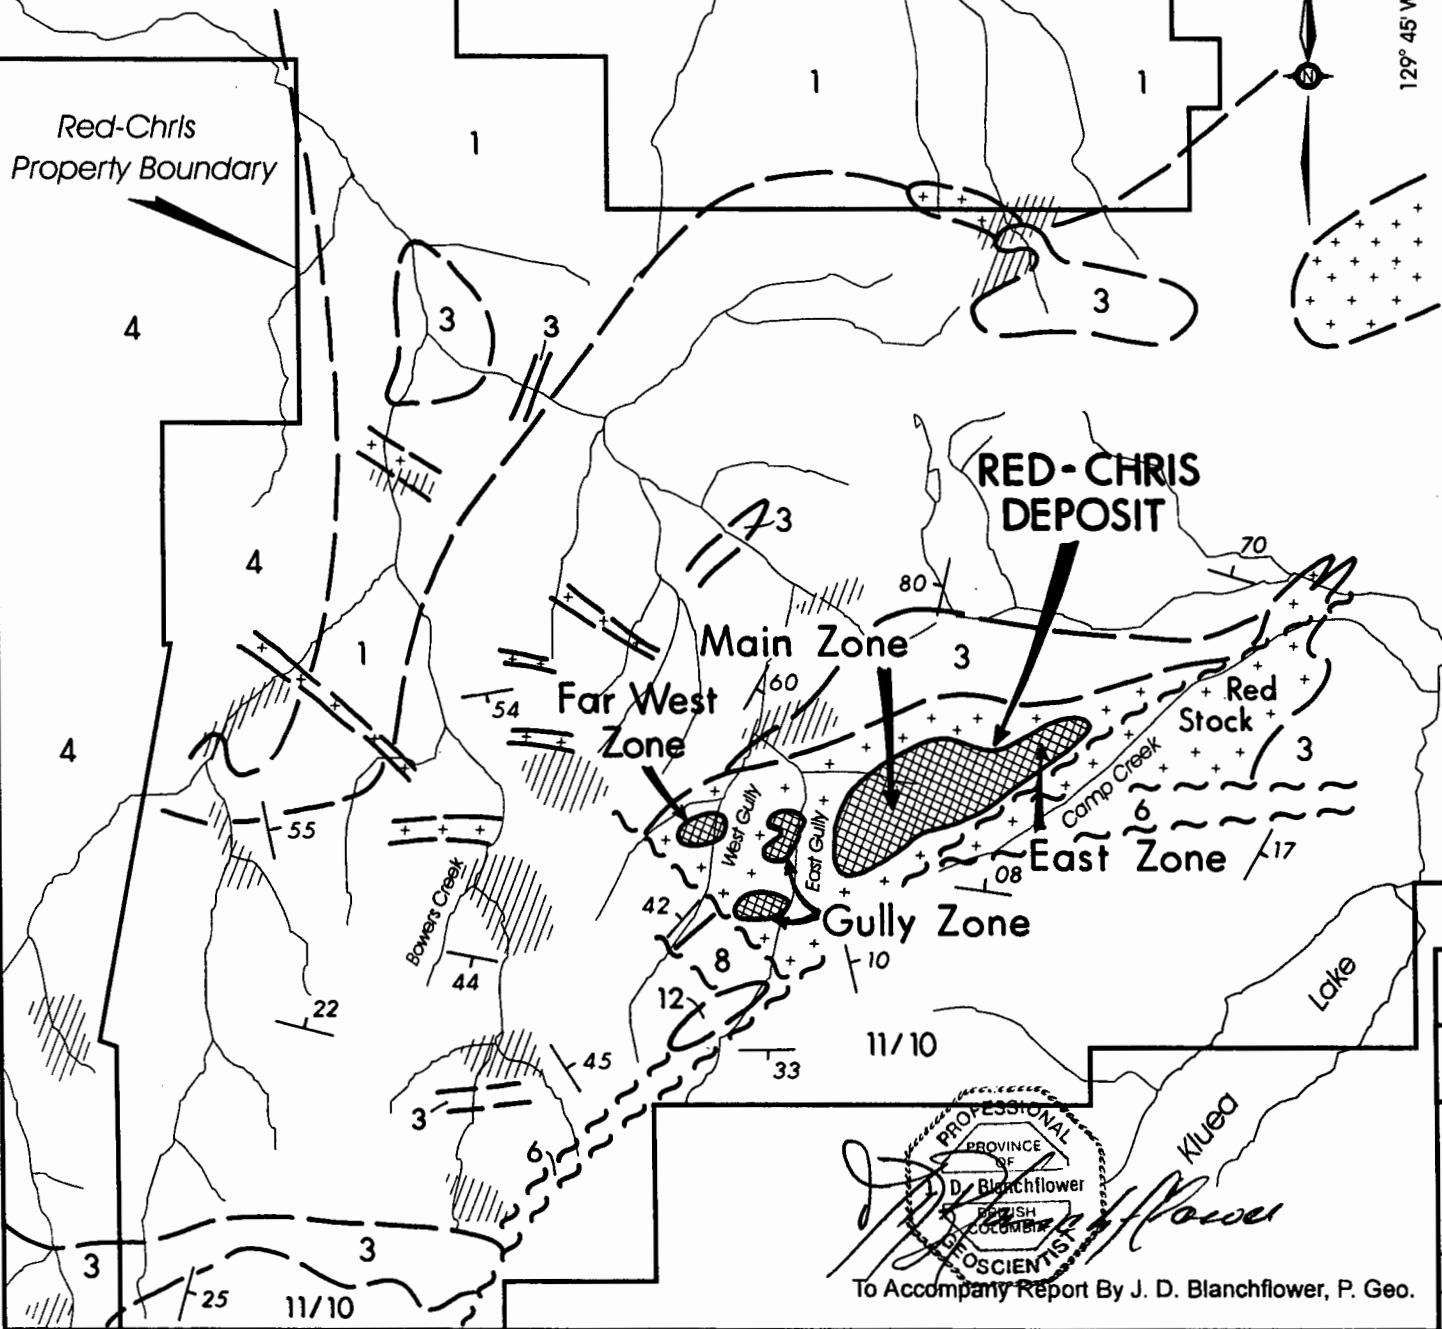 129° 45' W
N
1
1
1
Red-Chris
Property Boundary
4
3
3
3
RED-CHRIS
DEPOSIT
3
70
4
80
Main Zone
3
1
60
Red
Stock
54
Far West
Zone
3
4
Camp Creek
West Gully
6
55
East Gully
East Zone
17
08
Bowers Creek
42
Gully Zone
8
10
44
12
Lake
22
11/10
45
33
3
Kluea
6
PROFESSIONAL
PROVINCE
OF
J. D. Blanchflower
BRITISH
COLUMBIA
GEOSCIENTIST
3
3
25
11/10
To Accompany Report By J. D. Blanchflower, P. Geo.